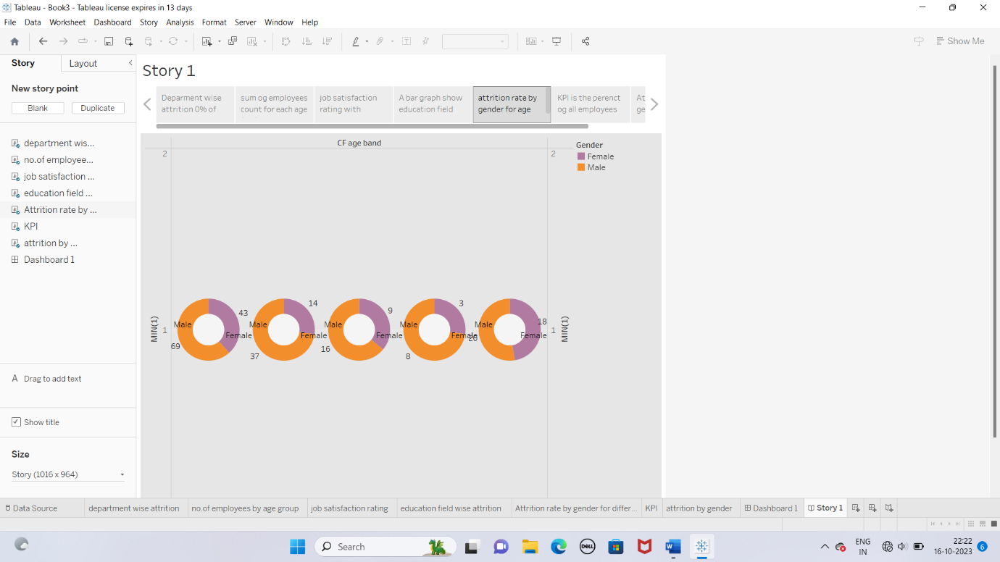 Tableau - Book3 - Tableau license expires in 13 days
File Data Worksheet Dashboard Story Analysis Format Server Window Help
Show Me
Story
Layout
New story point
Blank
Duplicate
department wis...
no.of employee...
job satisfaction ...
education field ...
Attrition rate by ...
KPI
attrition by ...
Dashboard 1
A Drag to add text
Show title
Size
Story (1016 x 964)
Story 1
Deparment wise
attrition 0% of
sum og employees
count for each age
job satisfaction
rating with
A bar graph show
education field
attrition rate by
gender for age
KPI is the perenct
og all employees
At
ge
CF age band
Gender
Female
Male
2
2
MIN(1)
1
Male
Female
43
69
Male
Female
14
37
Male
Female
9
16
Male
Female
3
8
Male
Female
18
20
1
MIN(1)
Data Source
department wise attrition
no.of employees by age group
job satisfaction rating
education field wise attrition
Attrition rate by gender for differ...
KPI
attrition by gender
Dashboard 1
Story 1
Search
DELL
ENG
IN
22:22
16-10-2023
6